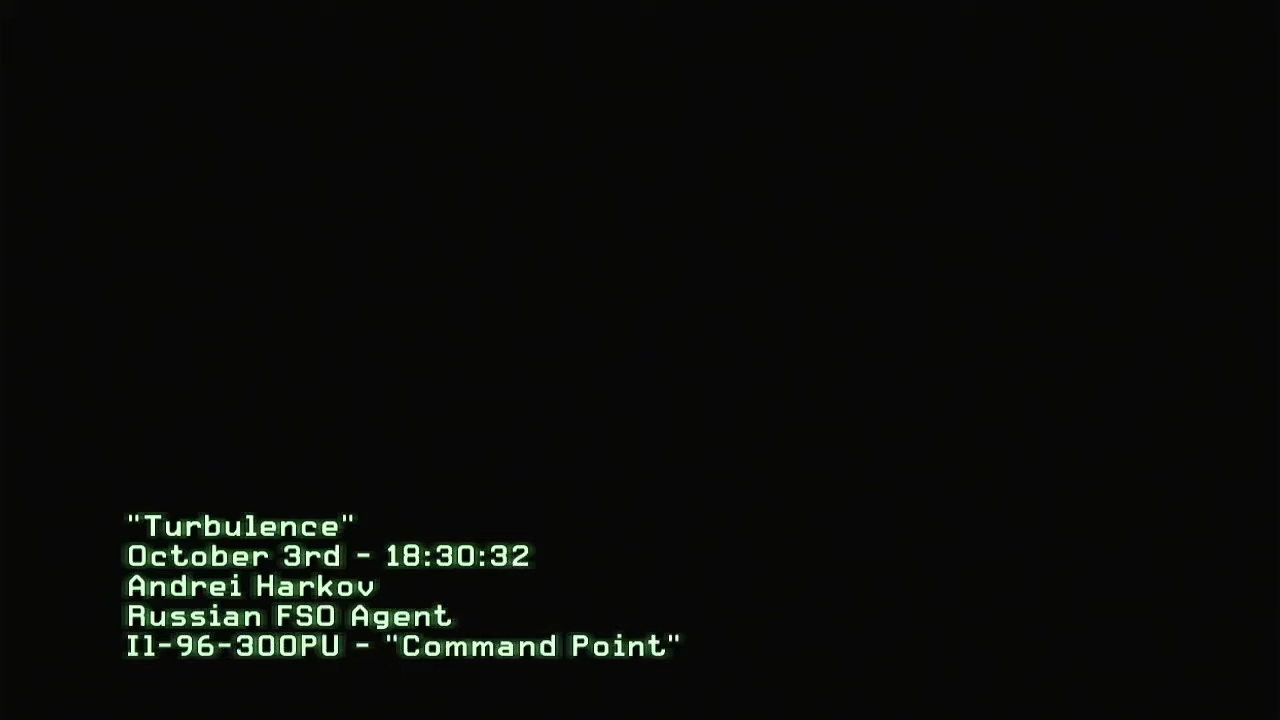 "Turbulence"
October 3rd - 18:30:32
Andrei Harkov
Russian FSO Agent
Il-96-300PU - "Command Point"